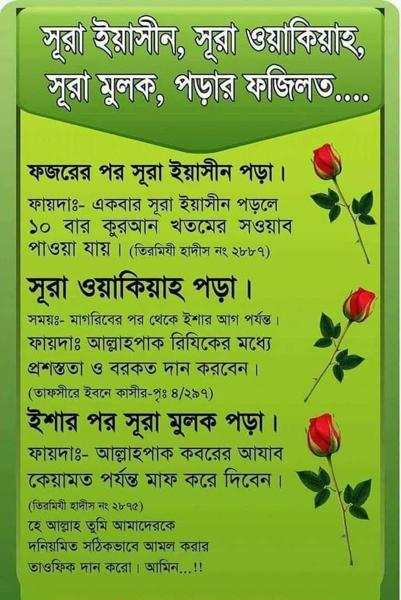 সূরা ইয়াসীন, সূরা ওয়াকিয়াহ,
সূরা মুলক, পড়ার ফজিলত....
ফজরের পর সূরা ইয়াসীন পড়া।
ফায়দাঃ- একবার সূরা ইয়াসীন পড়লে
১০ বার কুরআন খতমের সওয়াব
পাওয়া যায়। (তিরমিযী হাদীস নং ২৮৮৭)
সূরা ওয়াকিয়াহ পড়া।
সময়ঃ- মাগরিবের পর থেকে ইশার আগ পর্যন্ত।
ফায়দাঃ আল্লাহপাক রিযিকের মধ্যে
প্রশস্ততা ও বরকত দান করবেন।
(তাফসীরে ইবনে কাসীর-পৃঃ ৪/২৯৭)
ইশার পর সূরা মুলক পড়া।
ফায়দাঃ- আল্লাহপাক কবরের আযাব
কেয়ামত পর্যন্ত মাফ করে দিবেন।
(তিরমিযী হাদীস নং ২৮৭৫)
হে আল্লাহ তুমি আমাদেরকে
দনিয়মিত সঠিকভাবে আমল করার
তাওফিক দান করো। আমিন...!!